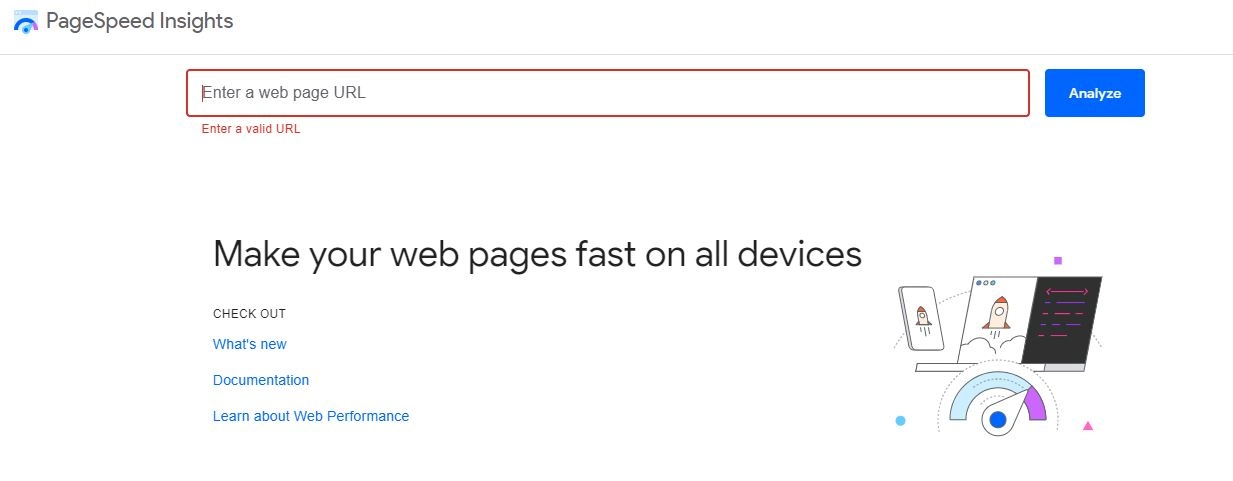 PageSpeed Insights
Enter a web page URL
Analyze
Enter a valid URL
Make your web pages fast on all devices
CHECK OUT
What's new
Documentation
Learn about Web Performance